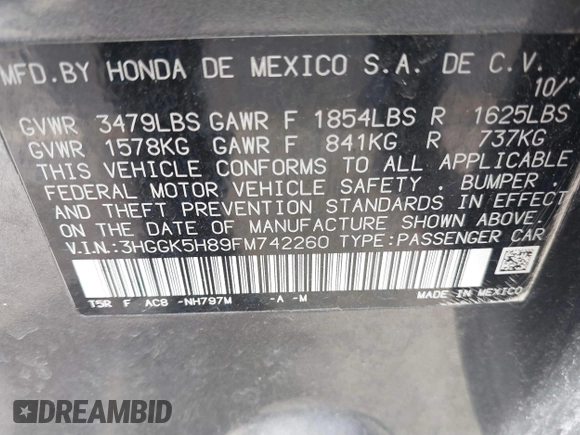 MFD.BY HONDA DE MEXICO S.A. DE C.V.
10/
GVWR 3479LBS GAWR F 1854LBS R 1625LBS
GVWR 1578KG GAWR F 841KG R 737KG
THIS VEHICLE CONFORMS TO ALL APPLICABLE
FEDERAL MOTOR VEHICLE SAFETY , BUMPER ,
AND THEFT PREVENTION STANDARDS IN EFFECT
ON THE DATE OF MANUFACTURE SHOWN ABOVE.
V.I.N.:3HGGK5H89FM742260 TYPE:PASSENGER CAR
T5R F AC8 -NH797M -A -M
MADE IN MEXICO
DREAMBID